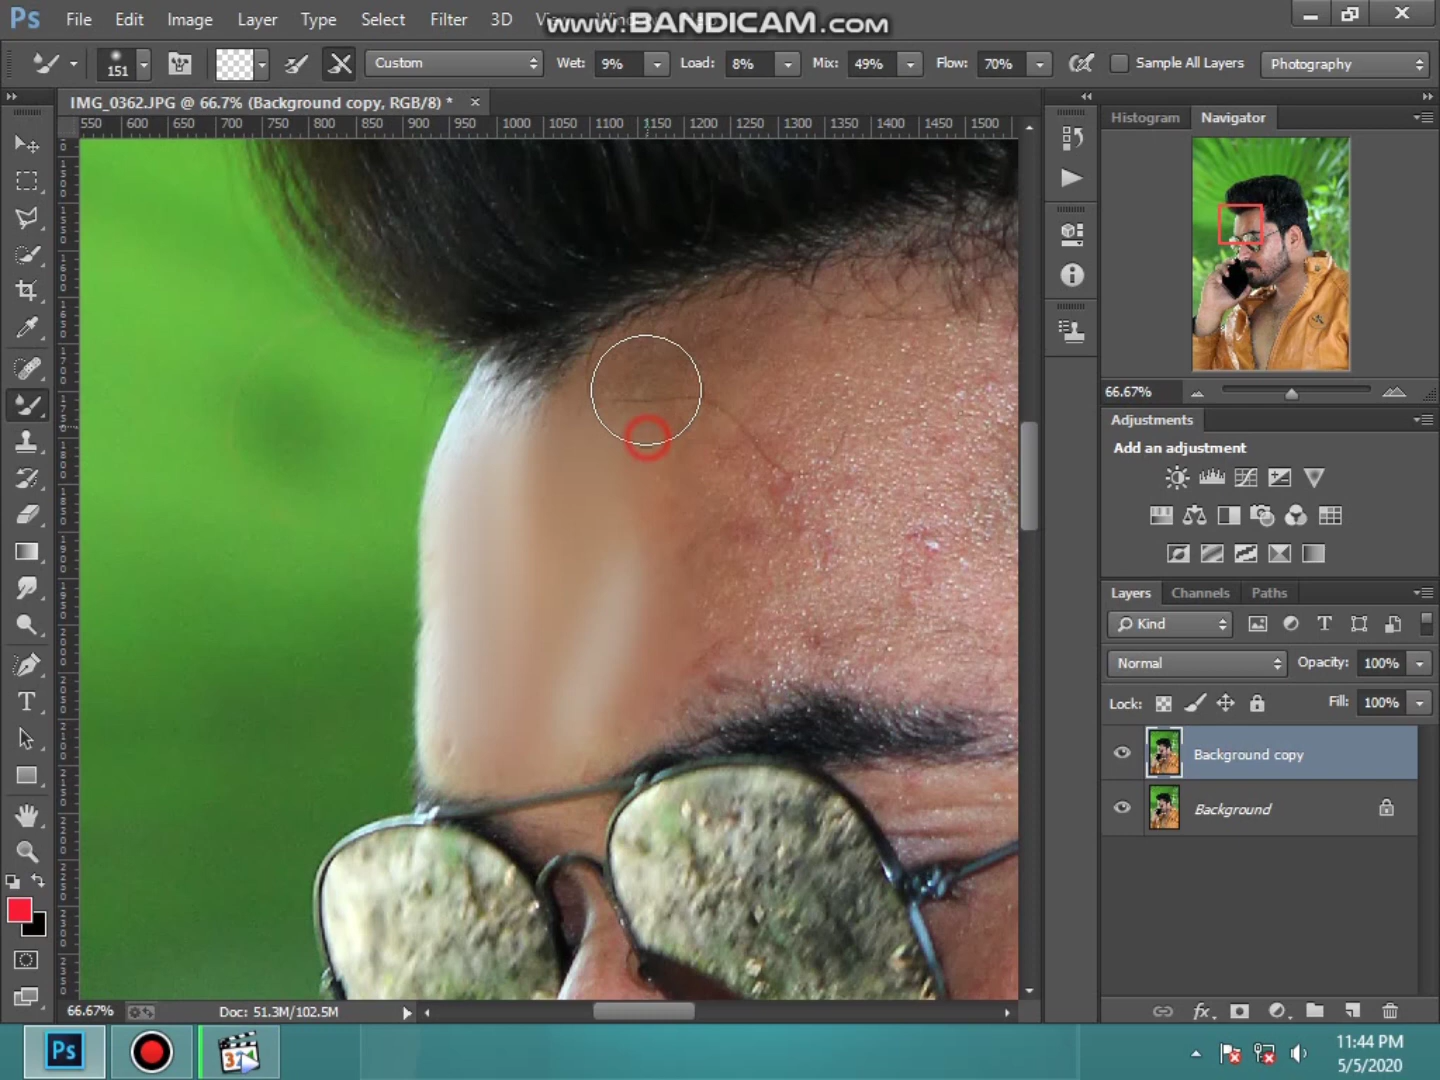 Ps File Edit Image Layer Type Select Filter 3D
www.BANDICAM.com
151 Custom Wet: 9% Load: 8% Mix: 49% Flow: 70% Sample All Layers Photography
IMG_0362.JPG @ 66.7% (Background copy, RGB/8) * ×
550 600 650 700 750 800 850 900 950 1000 1050 1100 1150 1200 1250 1300 1350 1400 1450 1500
Histogram Navigator
66.67%
Adjustments
Add an adjustment
Layers Channels Paths
Kind
Normal Opacity: 100%
Lock: Fill: 100%
Background copy
Background
T
66.67% Doc: 51.3M/102.5M
fx
Ps 11:44 PM
5/5/2020